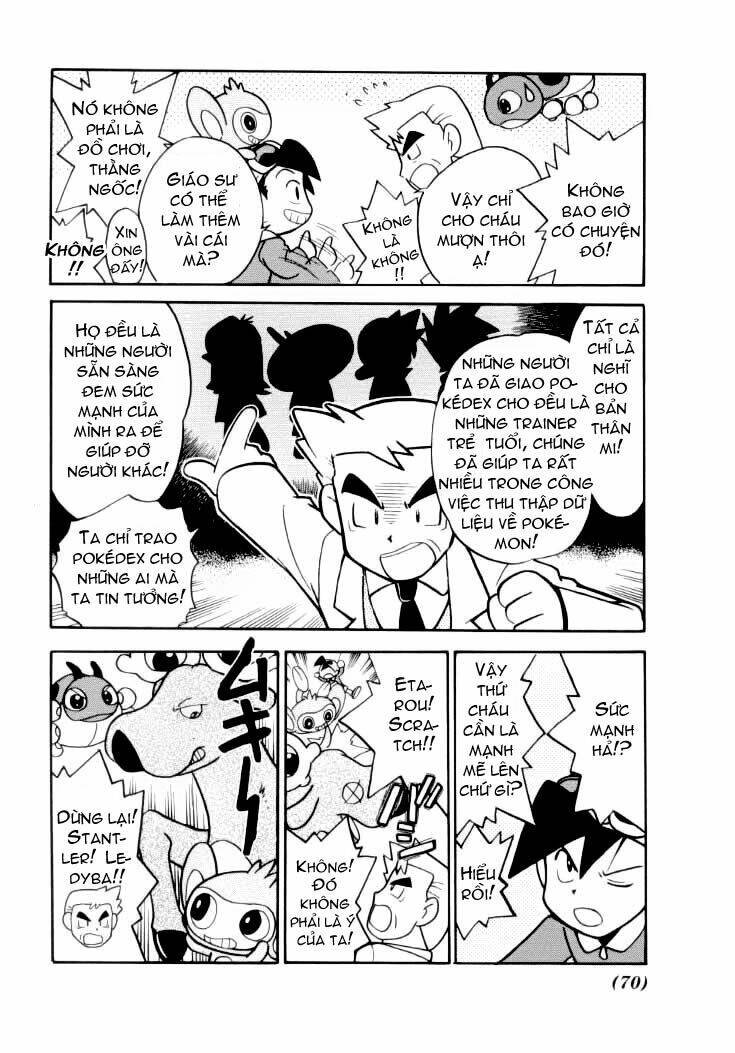 KHÔNG
BAO GIỜ
CÓ CHUYỆN
ĐÓ!
VẬY CHỈ
CHO CHÁU
MƯỢN THÔI
Ạ!
KHÔNG
LÀ
KHÔNG
!!
GIÁO SƯ
CÓ THỂ
LÀM THÊM
VÀI CÁI
MÀ?
NÓ KHÔNG
PHẢI LÀ
ĐỒ CHƠI,
THẰNG
NGỐC!
XIN
ÔNG
ĐẤY!
KHÔNG
!!
TẤT CẢ
CHỈ LÀ
NGHĨ
CHO
BẢN
THÂN
MI!
NHỮNG NGƯỜI
TA ĐÃ GIAO PO-
KÉDEX CHO ĐỀU LÀ
NHỮNG TRAINER
TRẺ TUỔI, CHÚNG
ĐÃ GIÚP TA RẤT
NHIỀU TRONG CÔNG
VIỆC THU THẬP DỮ
LIỆU VỀ POKÉ-
MON!
HỌ ĐỀU LÀ
NHỮNG NGƯỜI
SẴN SÀNG
ĐEM SỨC
MẠNH CỦA
MÌNH RA ĐỂ
GIÚP ĐỠ
NGƯỜI KHÁC!
TA CHỈ TRAO
POKÉDEX CHO
NHỮNG AI MÀ
TA TIN TƯỞNG!
SỨC
MẠNH
HẢ!?
VẬY
THỨ
CHÁU
CẦN LÀ
MẠNH
MẼ LÊN
CHỨ GÌ?
HIỂU
RỒI!
ETA-
ROU!
SCRA-
TCH!!
KHÔNG!
ĐÓ
KHÔNG
PHẢI LÀ Ý
CỦA TA!
ムキー
DỪNG LẠI!
STANT-
LER! LE-
DYBA!!
(70)